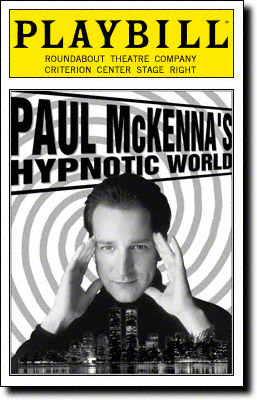 PLAYBILL
ROUNDABOUT THEATRE COMPANY
CRITERION CENTER STAGE RIGHT
PAUL McKENNA'S
HYPNOTIC WORLD